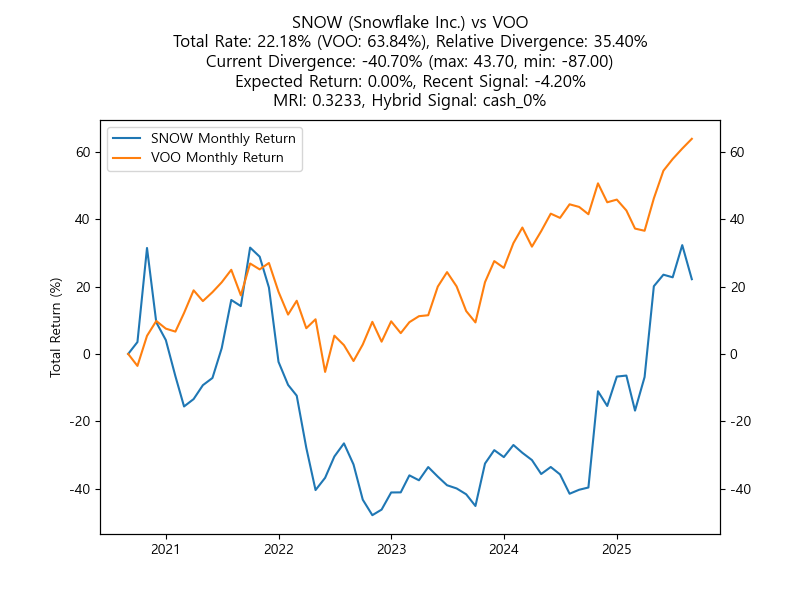 SNOW (Snowflake Inc.) vs VOO
Total Rate: 22.18% (VOO: 63.84%), Relative Divergence: 35.40%
Current Divergence: -40.70% (max: 43.70, min: -87.00)
Expected Return: 0.00%, Recent Signal: -4.20%
MRI: 0.3233, Hybrid Signal: cash_0%
SNOW Monthly Return
VOO Monthly Return
Total Return (%)
60
40
20
0
-20
-40
60
40
20
0
-20
-40
2021
2022
2023
2024
2025